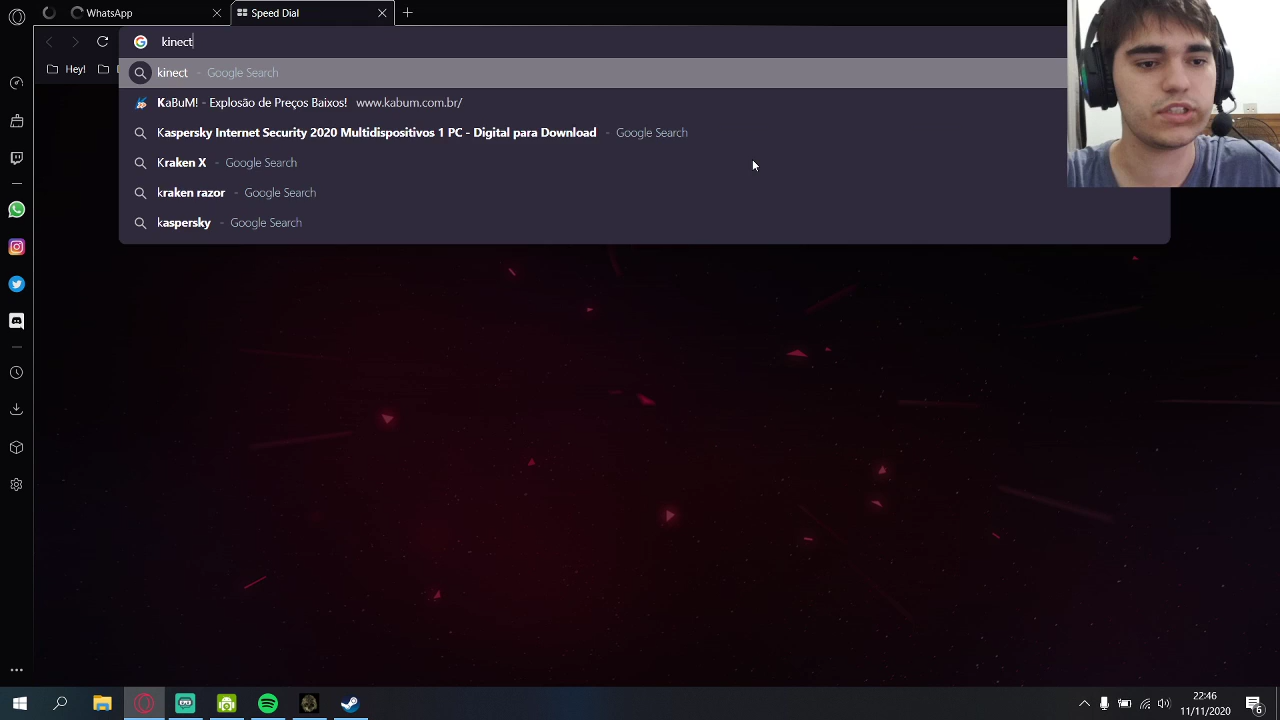 WhatsApp
Speed Dial
kinect
Hey!
kinect - Google Search
KaBuM! - Explosão de Preços Baixos! www.kabum.com.br/
Kaspersky Internet Security 2020 Multidispositivos 1 PC - Digital para Download - Google Search
Kraken X - Google Search
kraken razor - Google Search
kaspersky - Google Search
22:46
11/11/2020
6